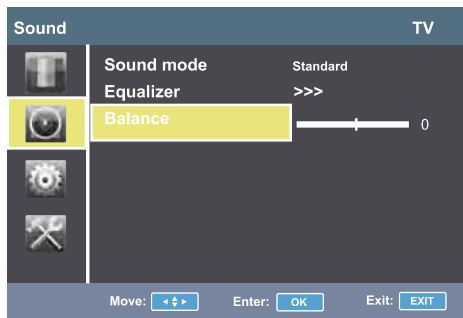 Sound TV
Sound mode Standard
Equalizer >>>
Balance 0
Move: Enter: OK Exit: EXIT